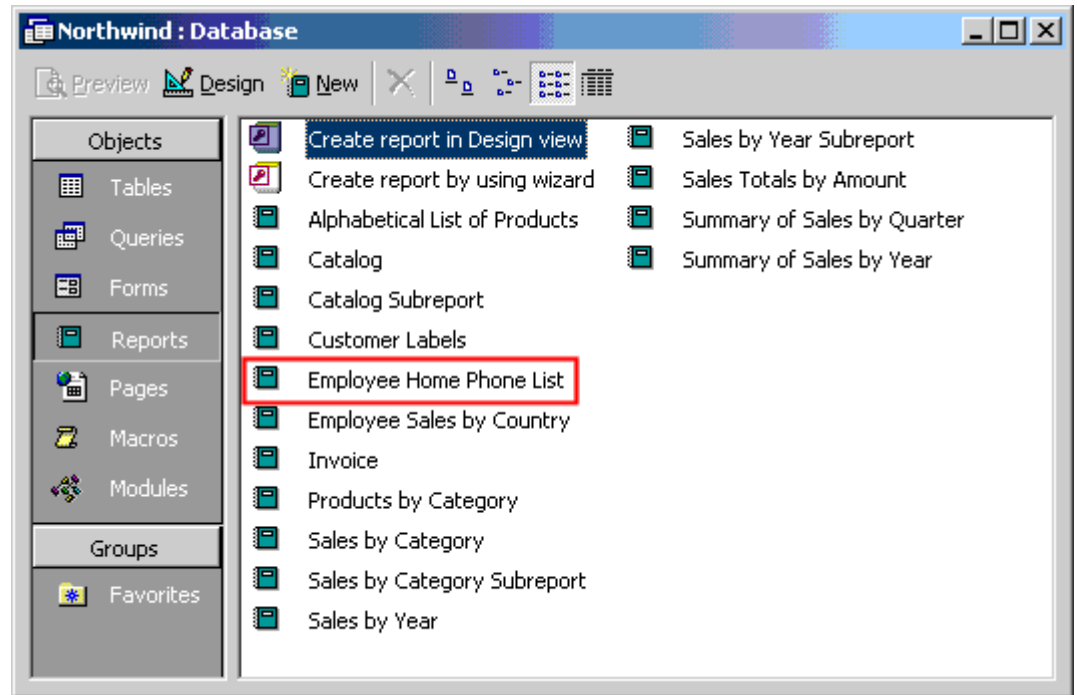 Northwind : Database
Preview Design New
Objects
Tables
Queries
Forms
Reports
Pages
Macros
Modules
Groups
Favorites
Create report in Design view
Create report by using wizard
Alphabetical List of Products
Catalog
Catalog Subreport
Customer Labels
Employee Home Phone List
Employee Sales by Country
Invoice
Products by Category
Sales by Category
Sales by Category Subreport
Sales by Year
Sales by Year Subreport
Sales Totals by Amount
Summary of Sales by Quarter
Summary of Sales by Year